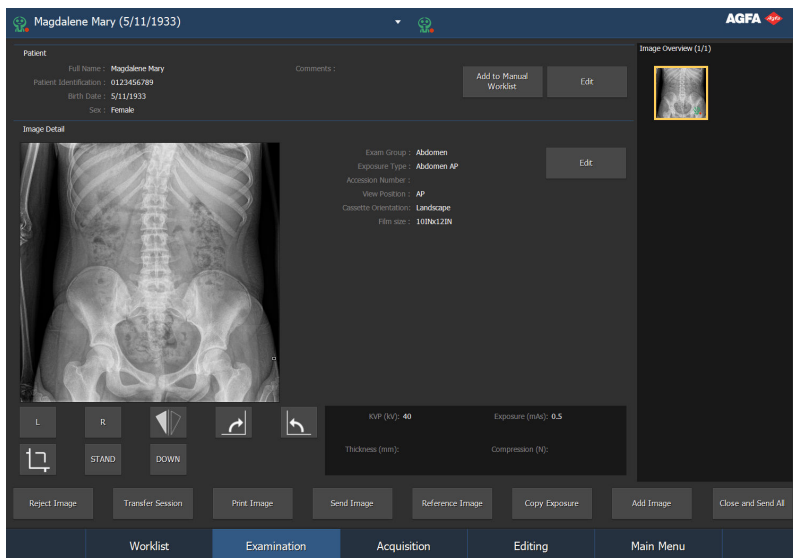 Magdalene Mary (5/11/1933)
AGFA
Agfa
Patient
Full Name : Magdalene Mary
Comments :
Patient Identification : 0123456789
Birth Date : 5/11/1933
Sex : Female
Add to Manual
Worklist
Edit
Image Overview (1/1)
Image Detail
Exam Group : Abdomen
Exposure Type : Abdomen AP
Accession Number :
View Position : AP
Cassette Orientation: Landscape
Film size : 10INx12IN
Edit
L
R
STAND
DOWN
KVP (kV): 40
Exposure (mAs): 0.5
Thickness (mm):
Compression (N):
Reject Image
Transfer Session
Print Image
Send Image
Reference Image
Copy Exposure
Add Image
Close and Send All
Worklist
Examination
Acquisition
Editing
Main Menu